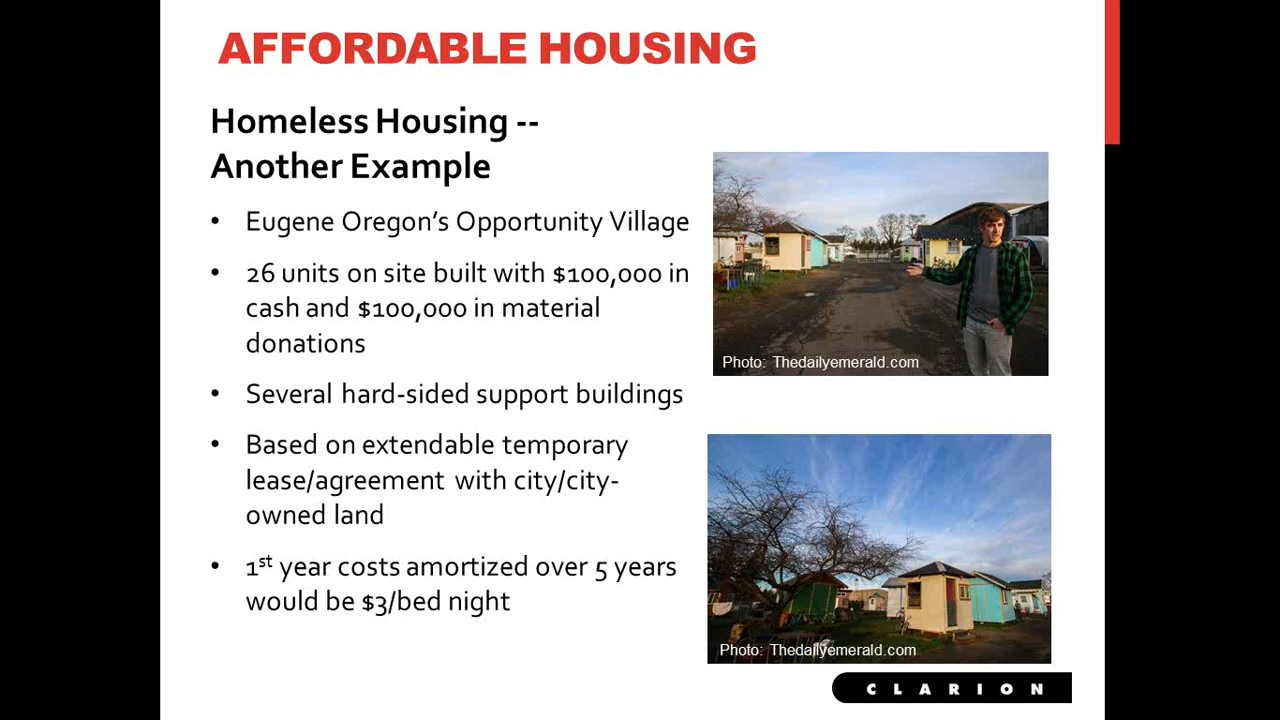 AFFORDABLE HOUSING
Homeless Housing --
Another Example
• Eugene Oregon's Opportunity Village
• 26 units on site built with $100,000 in
cash and $100,000 in material
donations
• Several hard-sided support buildings
• Based on extendable temporary
lease/agreement with city/city-
owned land
• 1st year costs amortized over 5 years
would be $3/bed night
Photo: Thedailyemerald.com
Photo: Thedailyemerald.com
CLARION